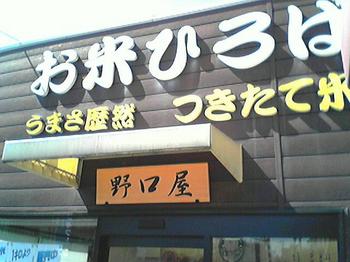 お米ひろば
うまさ歴然 つきたて米
野口屋